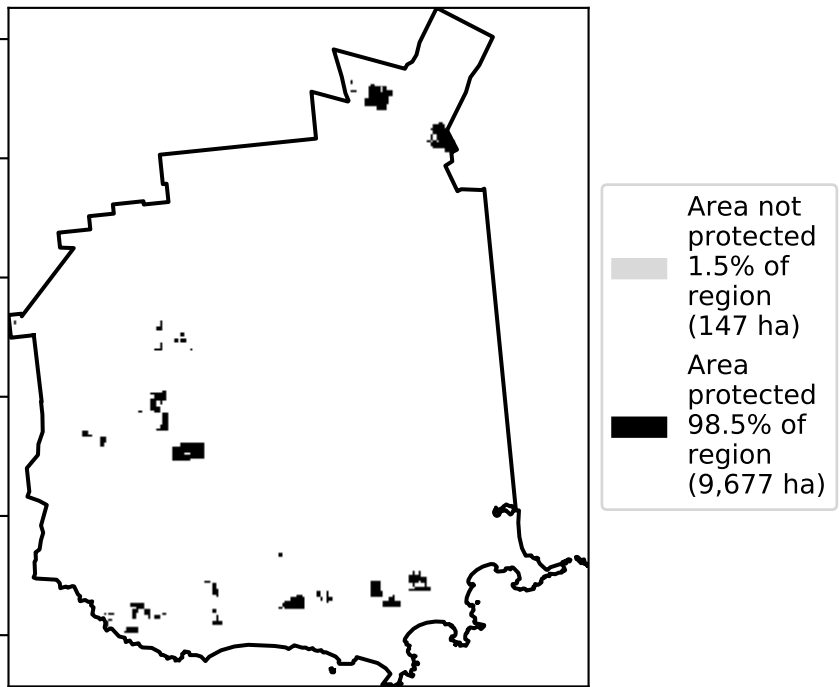 Area not
protected
1.5% of
region
(147 ha)
Area
protected
98.5% of
region
(9,677 ha)